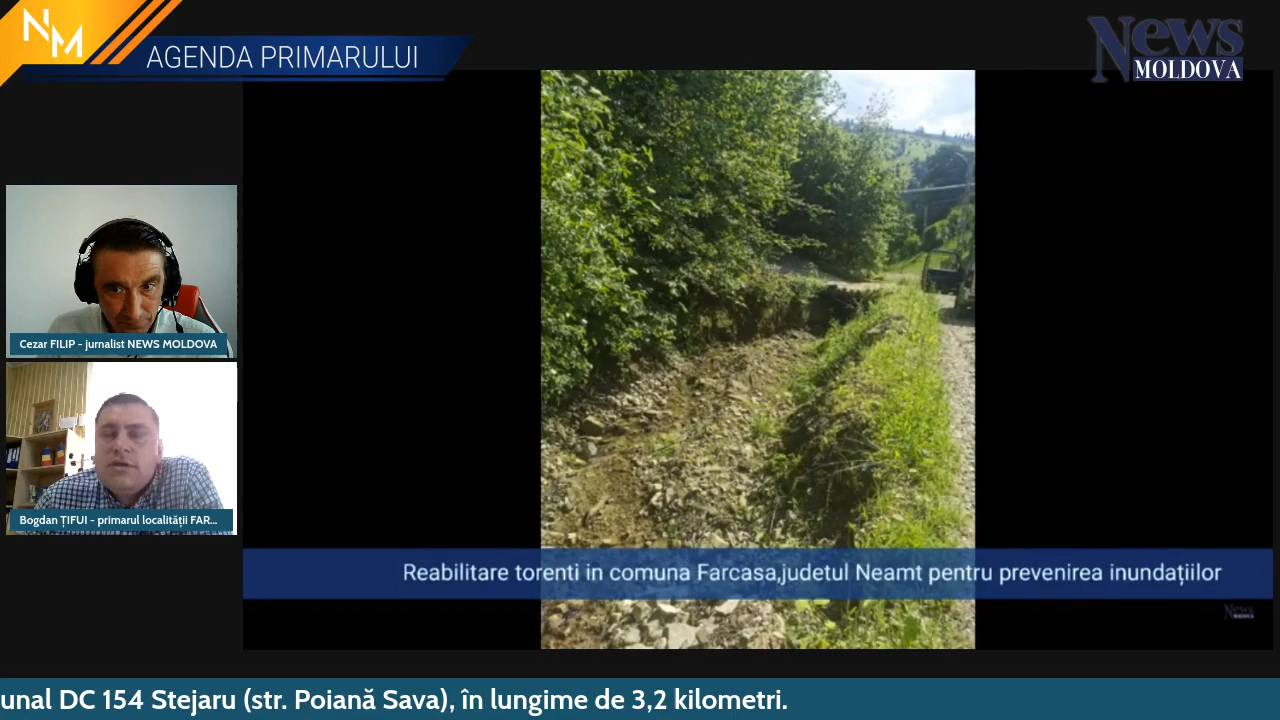 NM
AGENDA PRIMARULUI
News
MOLDOVA
Cezar FILIP - jurnalist NEWS MOLDOVA
Bogdan ȚIFUI - primarul localității FAR...
Reabilitare torenti in comuna Farcasa,judetul Neamt pentru prevenirea inundațiilor
News
MOLDOVA
unal DC 154 Stejaru (str. Poiană Sava), în lungime de 3,2 kilometri.